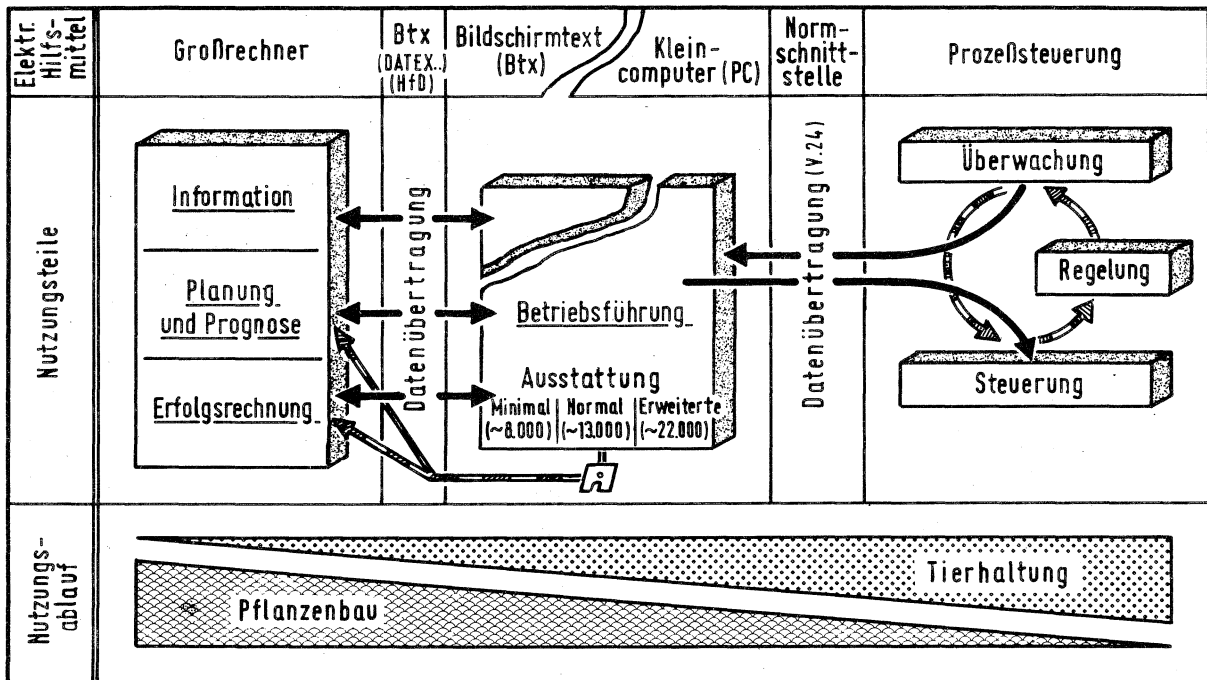 Elektr.
Hilfs-
mittel
Großrechner
Btx
(DATEX..)
(HfD)
Bildschirmtext
(Btx)
Klein-
computer (PC)
Norm-
schnitt-
stelle
Prozeßsteuerung
Nutzungsteile
Information
Planung
und Prognose
Erfolgsrechnung
Datenübertragung
Betriebsführung
Ausstattung
Minimal Normal Erweiterte
(~8.000) (~13.000) (~22.000)
Datenübertragung (V.24)
Überwachung
Regelung
Steuerung
Nutzungs-
ablauf
Tierhaltung
Pflanzenbau